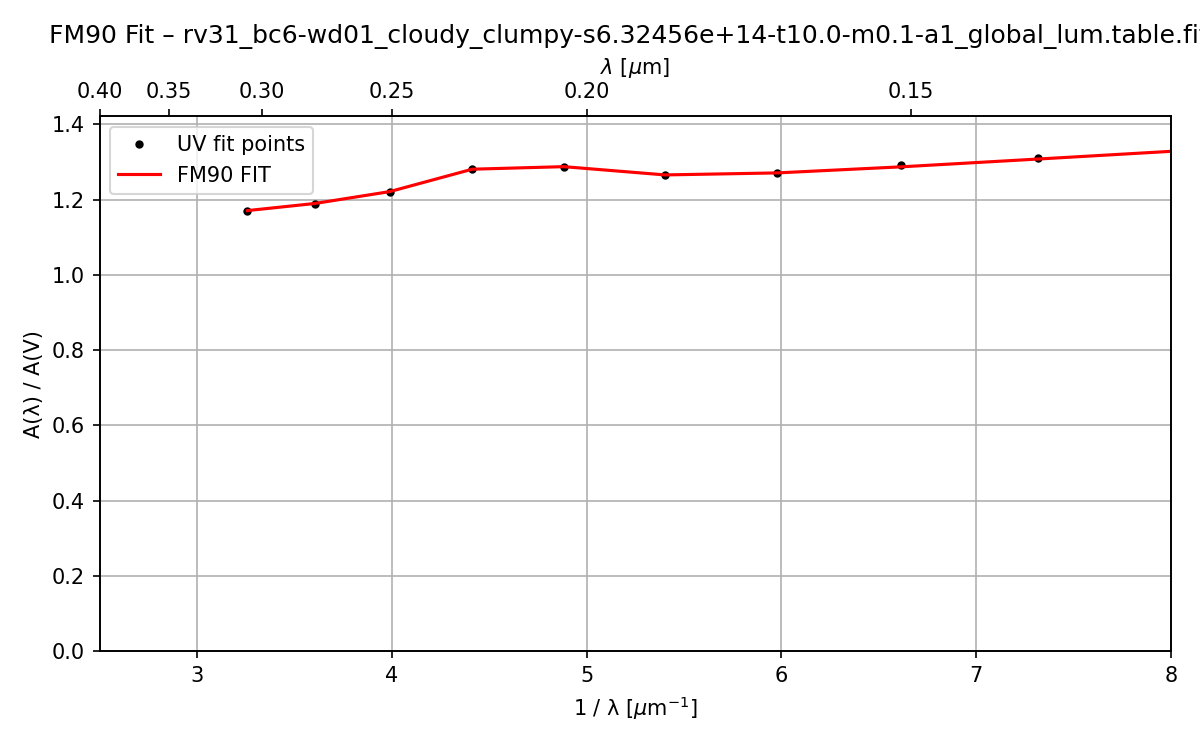 FM90 Fit – rv31_bc6-wd01_cloudy_clumpy-s6.32456e+14-t10.0-m0.1-a1_global_lum.table.fi
λ [μm]
0.40 0.35 0.30 0.25 0.20 0.15
UV fit points
FM90 FIT
A(λ) / A(V)
1.4
1.2
1.0
0.8
0.6
0.4
0.2
0.0
3 4 5 6 7 8
1 / λ [μm⁻¹]